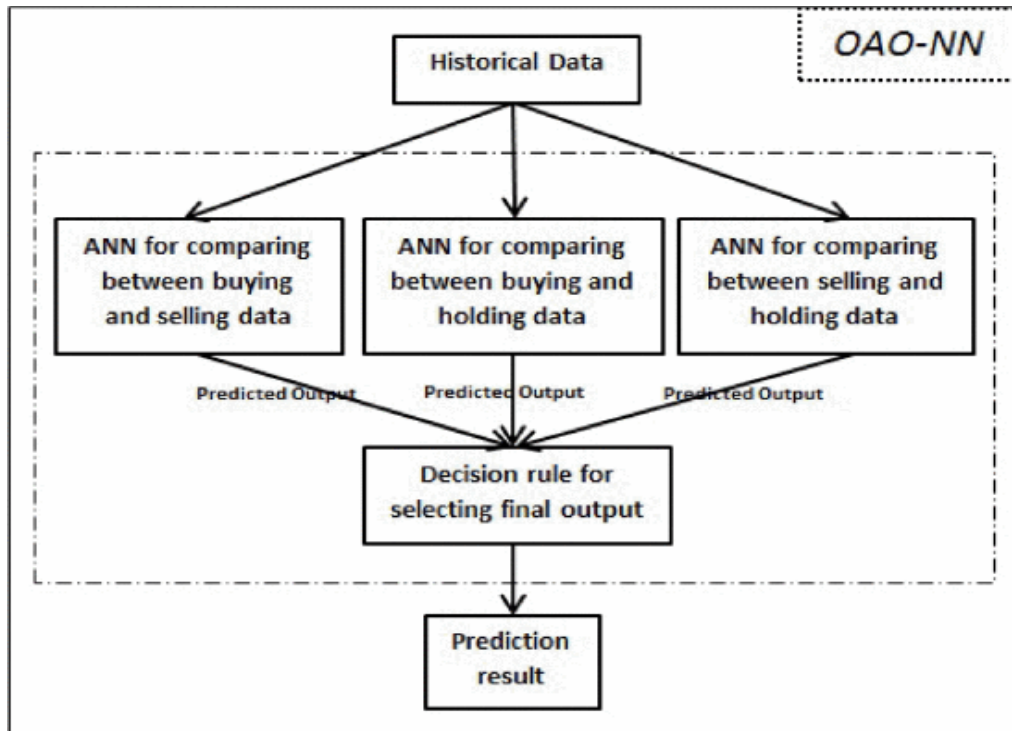 OAO-NN
Historical Data
ANN for comparing
between buying
and selling data
ANN for comparing
between buying and
holding data
ANN for comparing
between selling and
holding data
Predicted Output
Predicted Output
Predicted Output
Decision rule for
selecting final output
Prediction
result